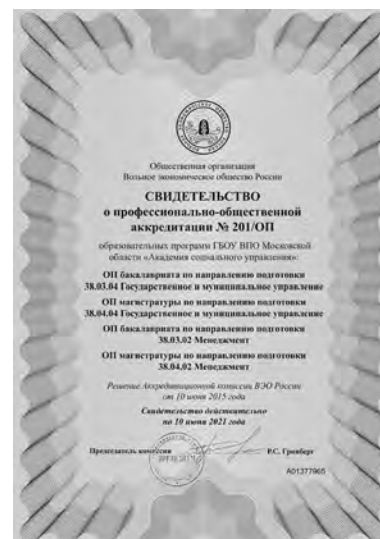 Общественная организация
Вольное экономическое общество России
СВИДЕТЕЛЬСТВО
о профессионально-общественной
аккредитации № 201/ОП
образовательных программ ГБОУ ВПО Московской
области «Академия социального управления»:
ОП бакалавриата по направлению подготовки
38.03.04 Государственное и муниципальное управление
ОП магистратуры по направлению подготовки
38.04.04 Государственное и муниципальное управление
ОП бакалавриата по направлению подготовки
38.03.02 Менеджмент
ОП магистратуры по направлению подготовки
38.04.02 Менеджмент
Решение Аккредитационной комиссии ВЭО России
от 10 июня 2015 года
Свидетельство действительно
по 10 июня 2021 года
Председатель комиссии Р.С. Гринберг
А01377965